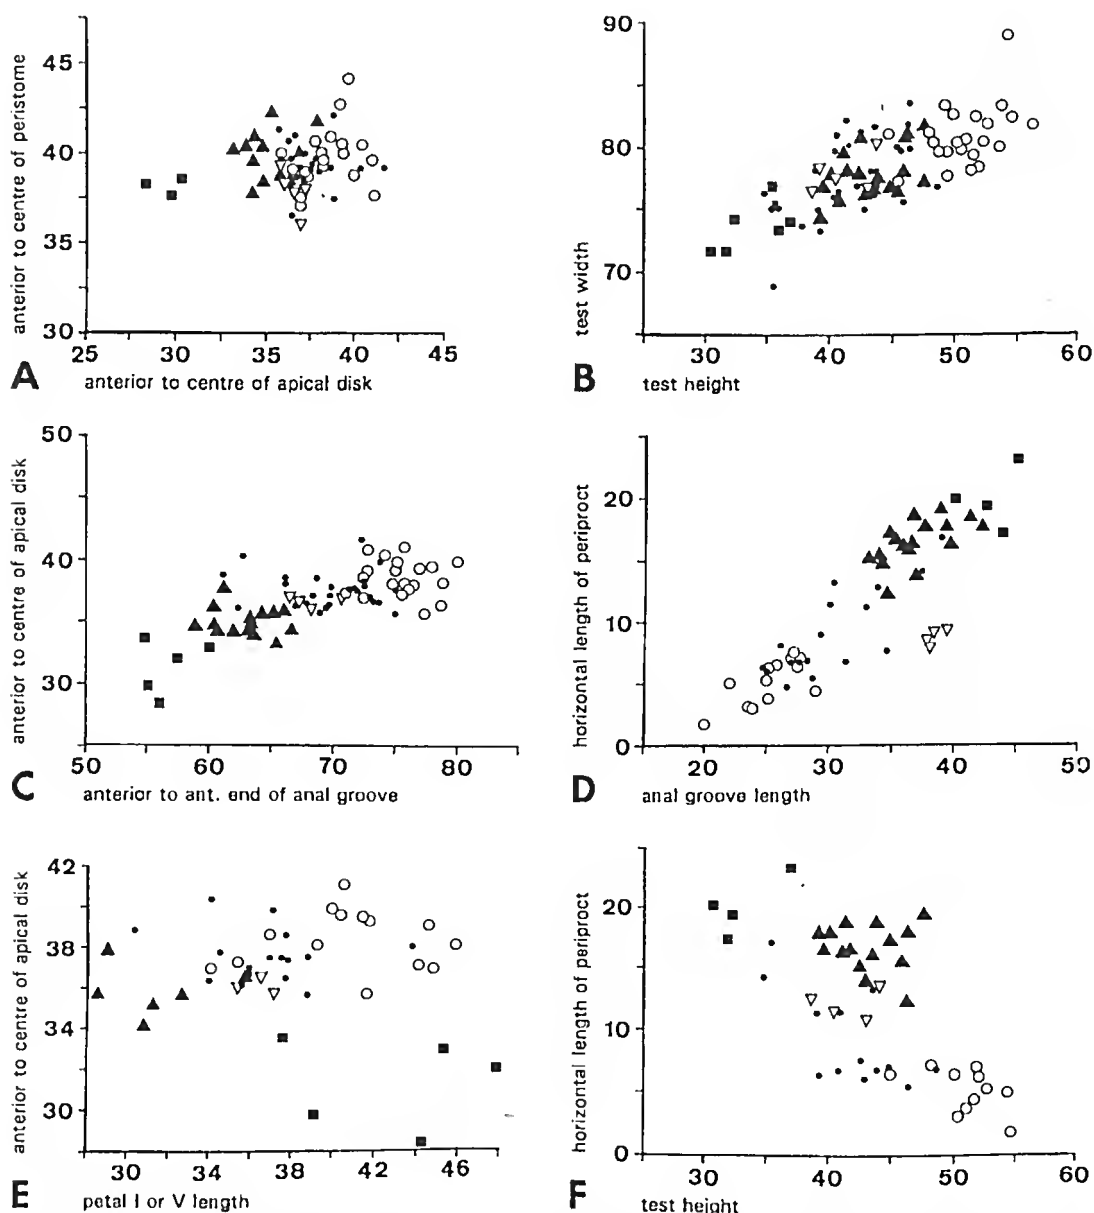 anterior to centre of peristome
45
40
35
30
25 30 35 40 45
A anterior to centre of apical disk
test width
90
80
70
30 40 50 60
B test height
anterior to centre of apical disk
50
40
30
50 60 70 80
C anterior to ant. end of anal groove
horizontal length of periproct
20
10
0
20 30 40 50
D anal groove length
anterior to centre of apical disk
42
38
34
30
30 34 38 42 46
E petal I or V length
horizontal length of periproct
20
10
0
30 40 50 60
F test height